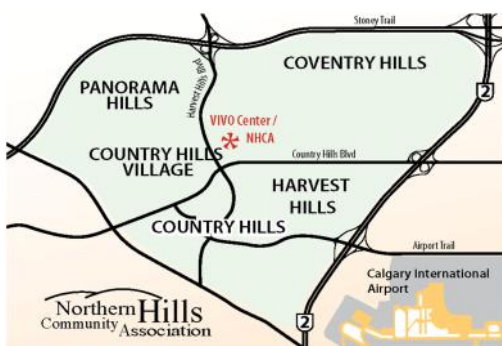 Stoney Trail
COVENTRY HILLS
PANORAMA
HILLS
Harvest Hills Blvd
2
VIVO Center /
NHCA
COUNTRY HILLS
VILLAGE
Country Hills Blvd
HARVEST
HILLS
COUNTRY HILLS
Airport Trail
Calgary International
Airport
Northern Hills
Community Association
2